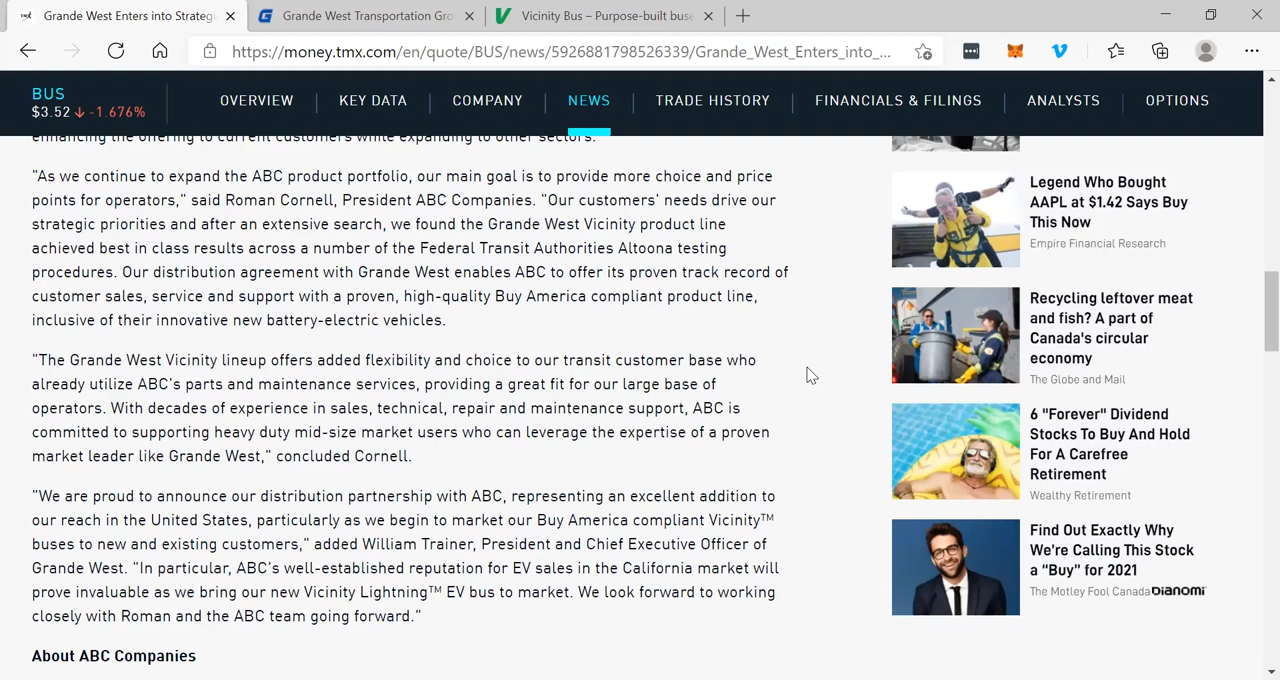 Grande West Enters into Strategi
Grande West Transportation Gro
Vicinity Bus – Purpose-built buse
https://money.tmx.com/en/quote/BUS/news/5926881798526339/Grande_West_Enters_into_...
BUS
$3.52 -1.676%
OVERVIEW
KEY DATA
COMPANY
NEWS
TRADE HISTORY
FINANCIALS & FILINGS
ANALYSTS
OPTIONS
enhancing the offering to current customers while expanding to other sectors.
"As we continue to expand the ABC product portfolio, our main goal is to provide more choice and price
points for operators," said Roman Cornell, President ABC Companies. "Our customers' needs drive our
strategic priorities and after an extensive search, we found the Grande West Vicinity product line
achieved best in class results on a number of the Federal Transit Authorities Altoona testing
procedures. Our distribution agreement with Grande West enables ABC to offer its proven track record of
customer sales, service and support with a proven, high-quality Buy America compliant product line,
inclusive of their innovative new battery-electric vehicles.
"The Grande West Vicinity lineup offers added flexibility and choice to our transit customer base who
already utilize ABC's parts and maintenance services, providing a great fit for our large base of
operators. With decades of experience in sales, technical, repair and maintenance support, ABC is
committed to supporting heavy duty mid-size market users who can leverage the expertise of a proven
market leader like Grande West," concluded Cornell.
"We are proud to announce our distribution partnership with ABC, representing an excellent addition to
our reach in the United States, particularly as we begin to market our Buy America compliant Vicinity™
buses to new and existing customers," added William Trainer, President and Chief Executive Officer of
Grande West. "In particular, ABC's well-established reputation for EV sales in the California market will
prove invaluable as we bring our new Vicinity Lightning™ EV bus to market. We look forward to working
closely with Roman and the ABC team going forward."
About ABC Companies
Legend Who Bought
AAPL at $1.42 Says Buy
This Now
Empire Financial Research
Recycling leftover meat
and fish? A part of
Canada's circular
economy
The Globe and Mail
6 "Forever" Dividend
Stocks To Buy And Hold
For A Carefree
Retirement
Wealthy Retirement
Find Out Exactly Why
We're Calling This Stock
a "Buy" for 2021
The Motley Fool Canada
DIANOMI